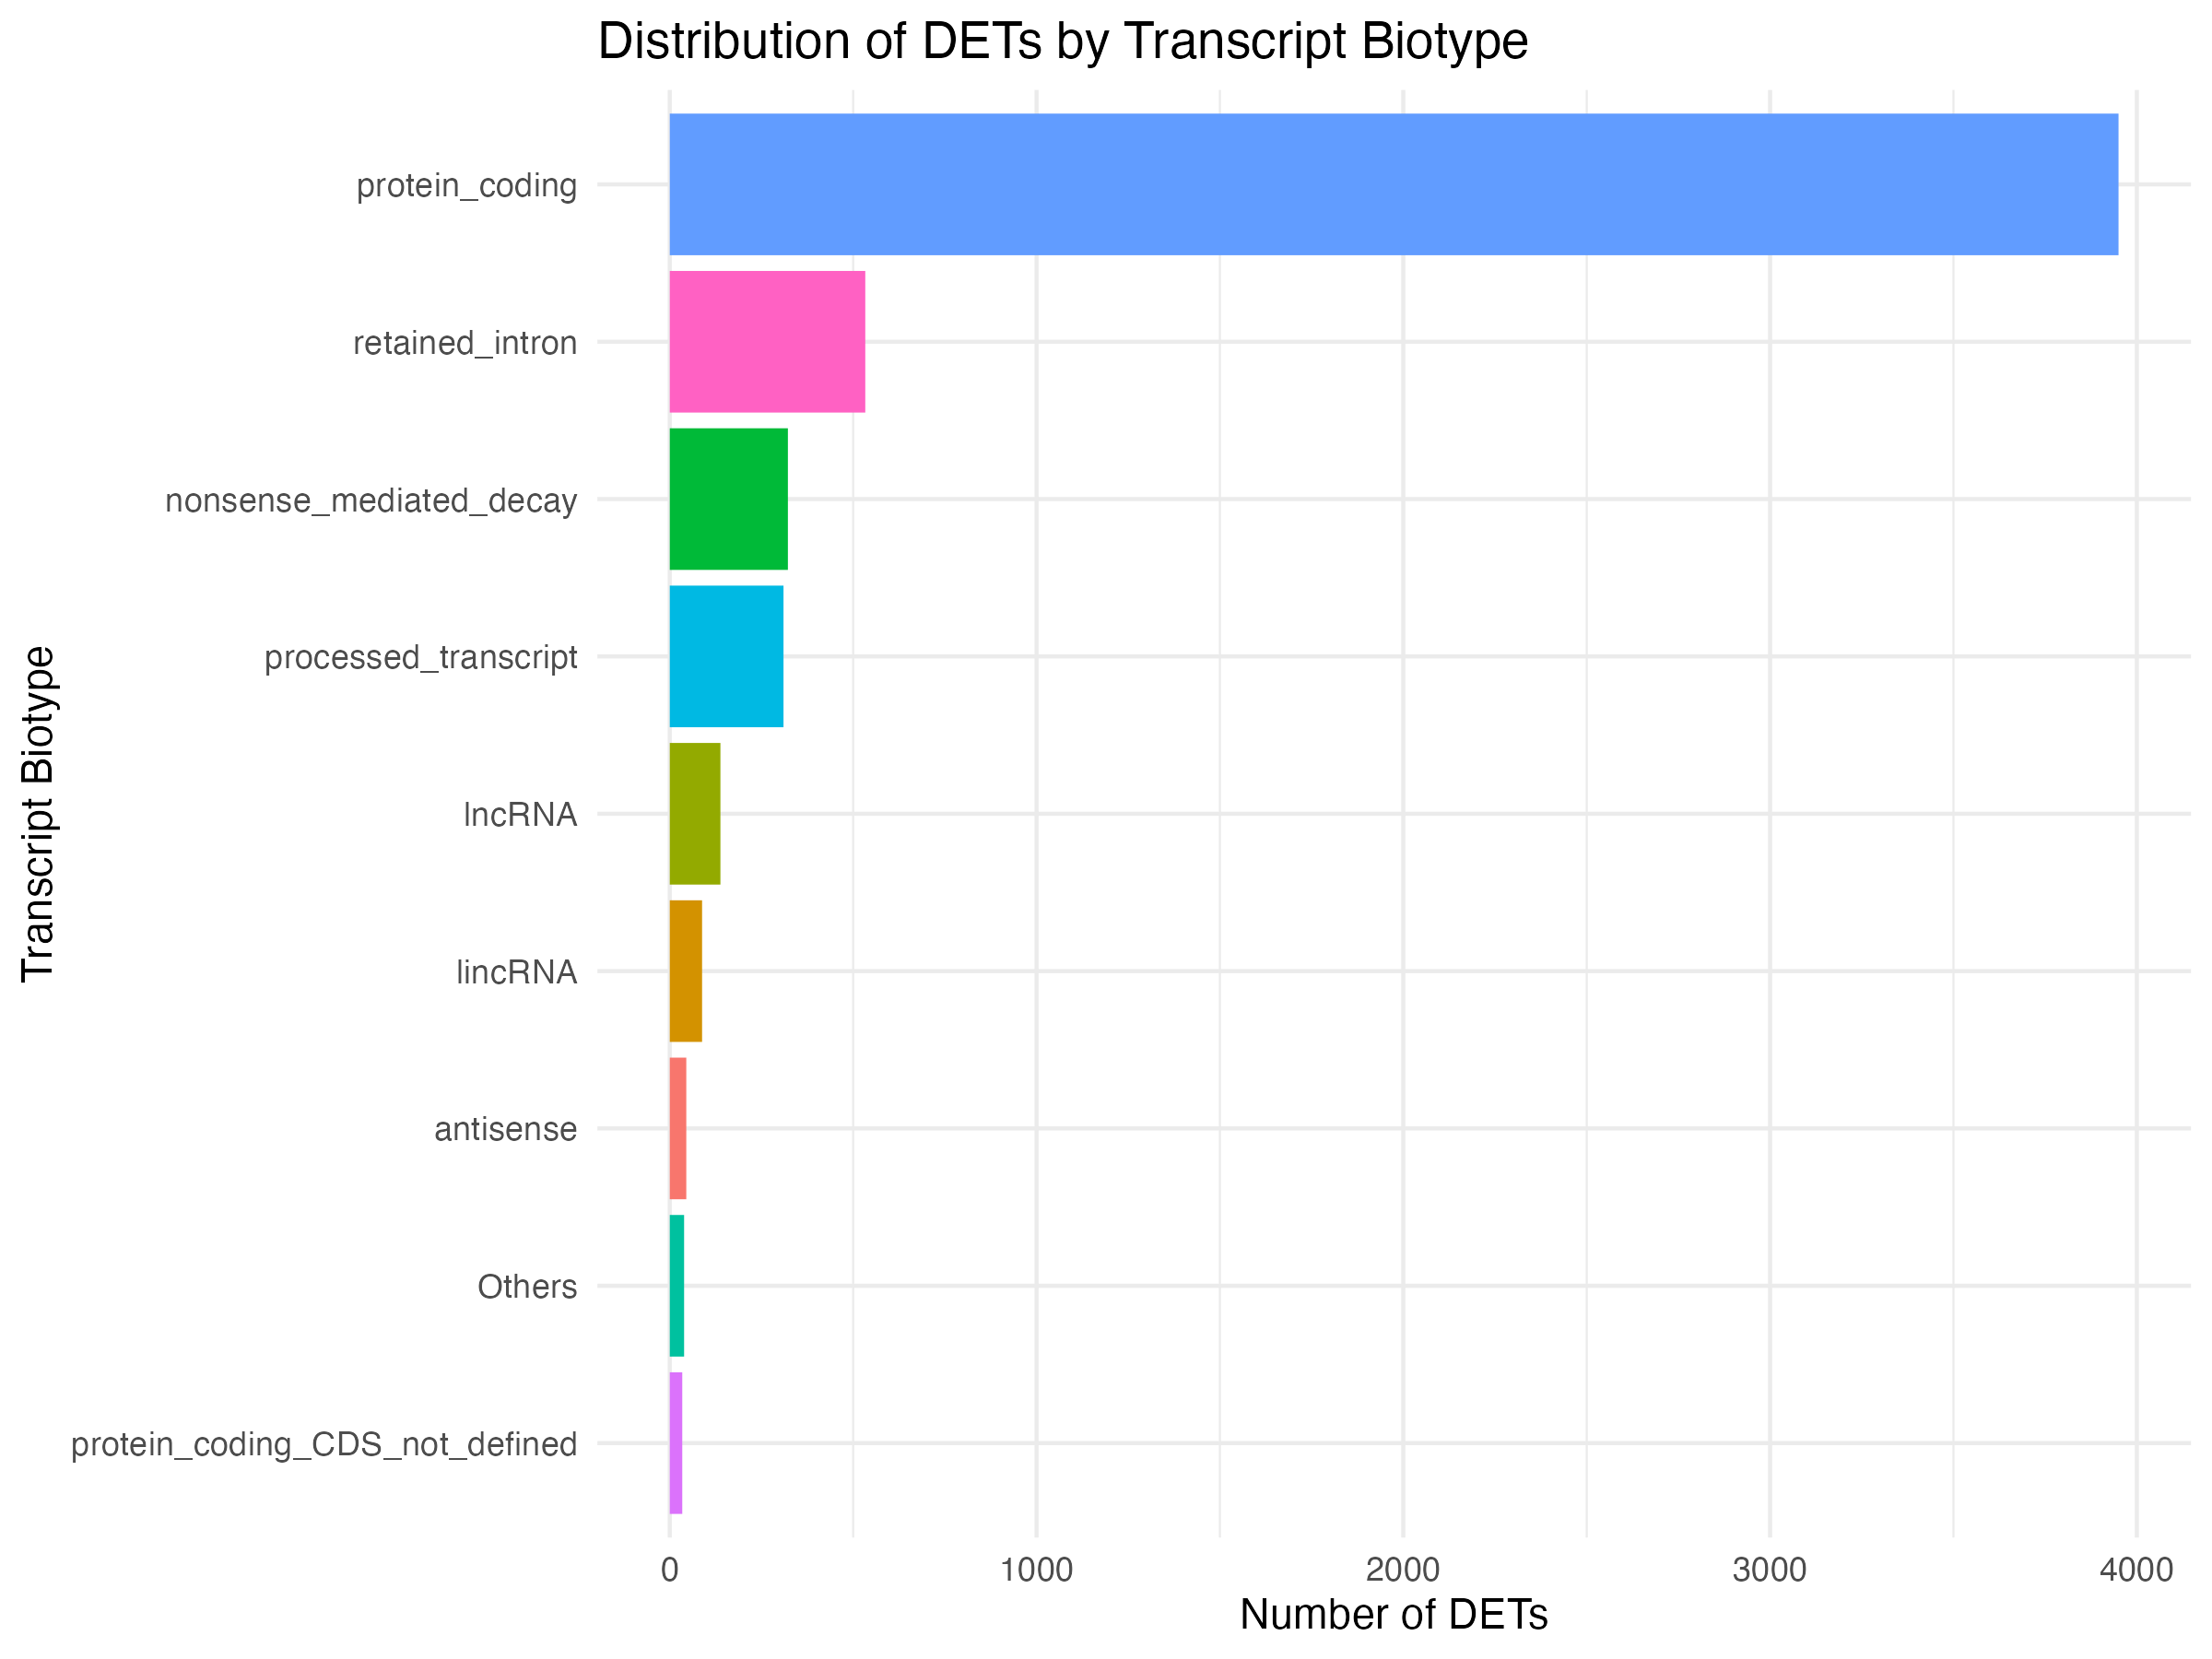 Distribution of DETs by Transcript Biotype
Transcript Biotype
protein_coding
retained_intron
nonsense_mediated_decay
processed_transcript
lncRNA
lincRNA
antisense
Others
protein_coding_CDS_not_defined
0 1000 2000 3000 4000
Number of DETs